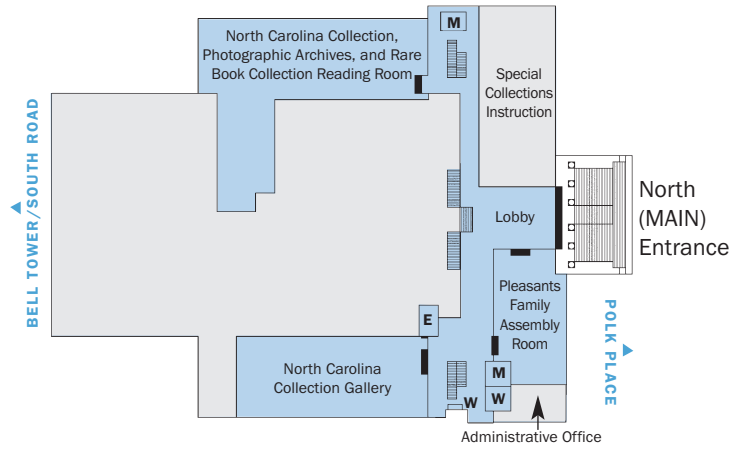 North Carolina Collection,
Photographic Archives, and Rare
Book Collection Reading Room
M
Special
Collections
Instruction
BELL TOWER/SOUTH ROAD
Lobby
North
(MAIN)
Entrance
Pleasants
Family
Assembly
Room
POLK PLACE
E
North Carolina
Collection Gallery
M
W
W
Administrative Office